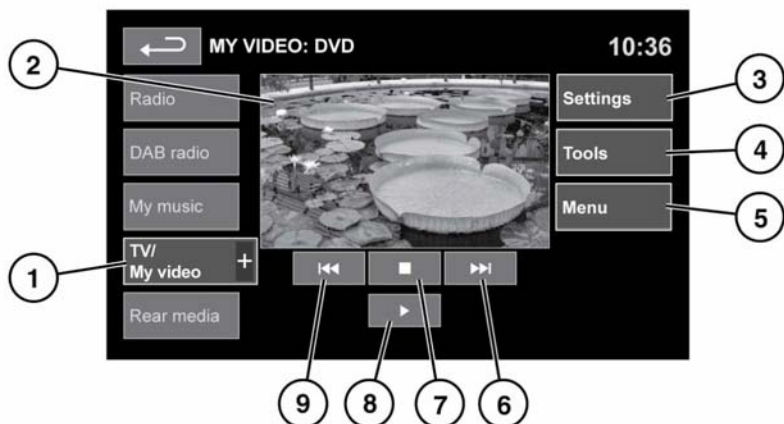 MY VIDEO: DVD
10:36
2
Radio
DAB radio
My music
1
TV/
My video
+
Rear media
Settings
3
Tools
4
Menu
5
9
8
7
6